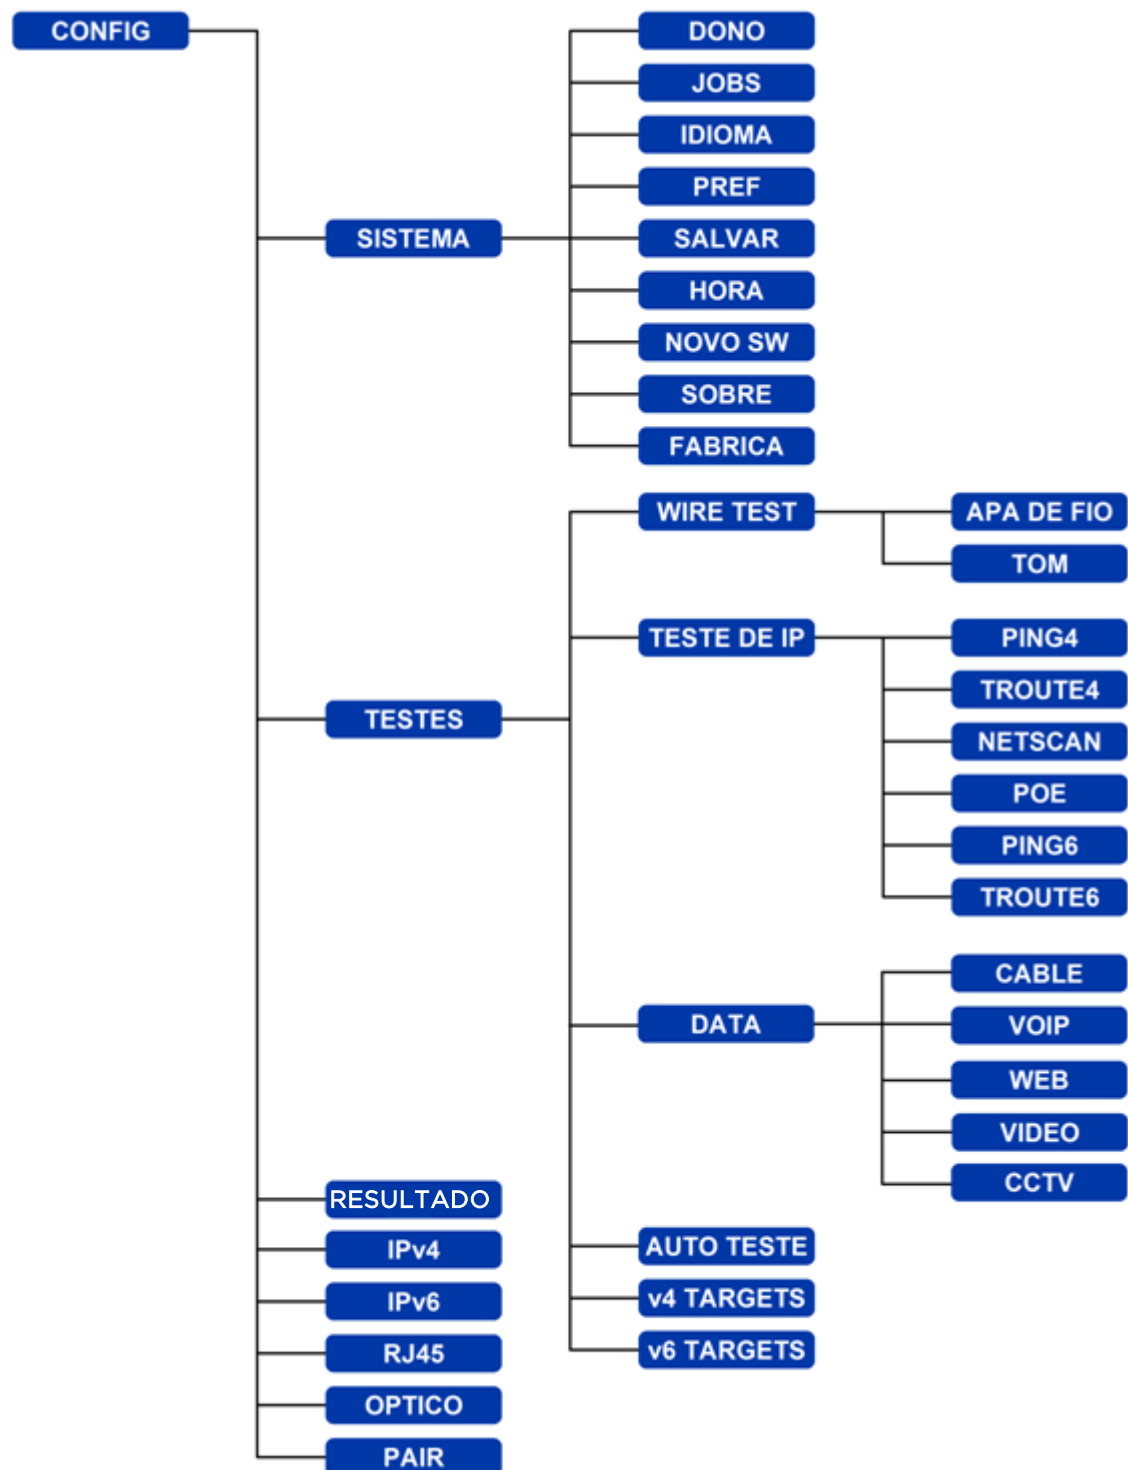 CONFIG
SISTEMA
DONO
JOBS
IDIOMA
PREF
SALVAR
HORA
NOVO SW
SOBRE
FABRICA
TESTES
WIRE TEST
APA DE FIO
TOM
TESTE DE IP
PING4
TROUTE4
NETSCAN
POE
PING6
TROUTE6
DATA
CABLE
VOIP
WEB
VIDEO
CCTV
AUTO TESTE
v4 TARGETS
v6 TARGETS
RESULTADO
IPv4
IPv6
RJ45
OPTICO
PAIR